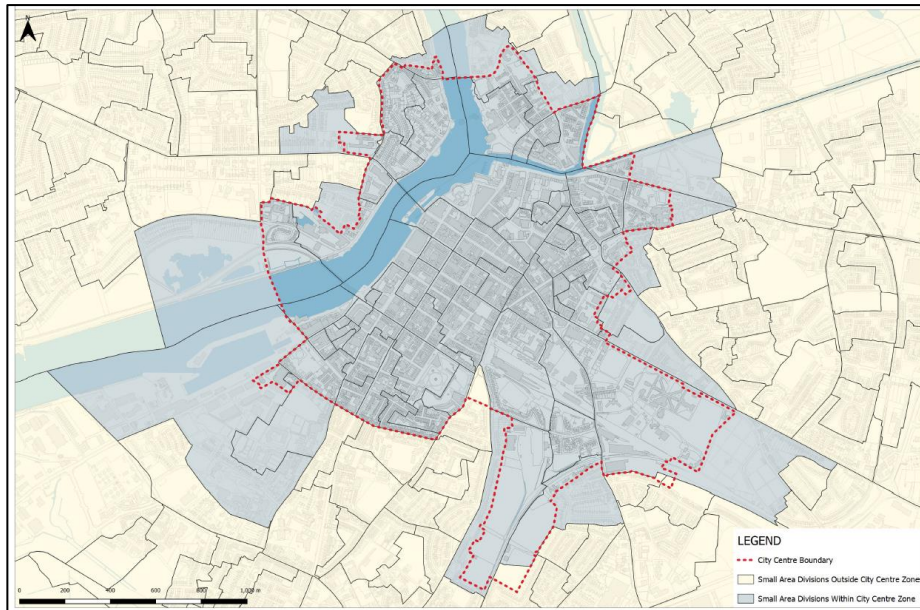 N
LEGEND
City Centre Boundary
Small Area Divisions Outside City Centre Zone
Small Area Divisions Within City Centre Zone
0 200 400 600 800 1,000 m